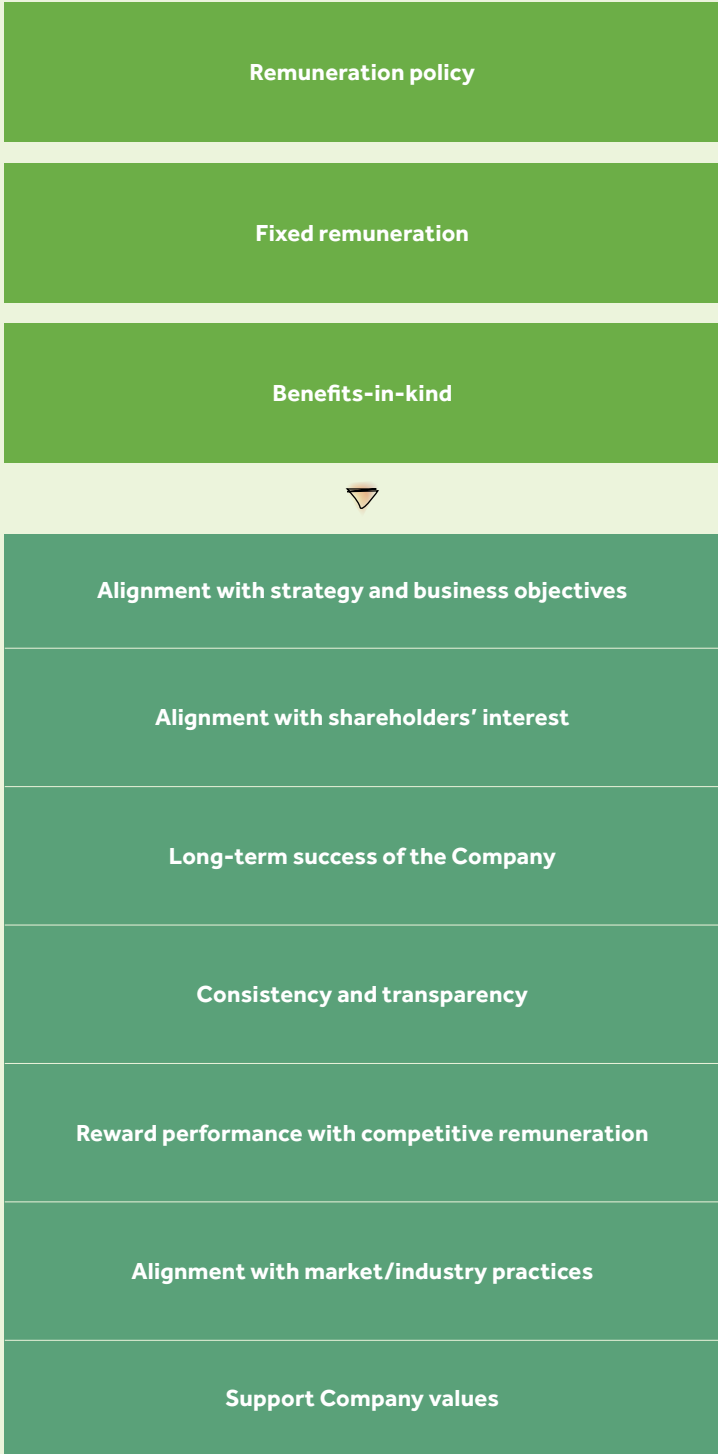 Remuneration policy
Fixed remuneration
Benefits-in-kind
Alignment with strategy and business objectives
Alignment with shareholders’ interest
Long-term success of the Company
Consistency and transparency
Reward performance with competitive remuneration
Alignment with market/industry practices
Support Company values